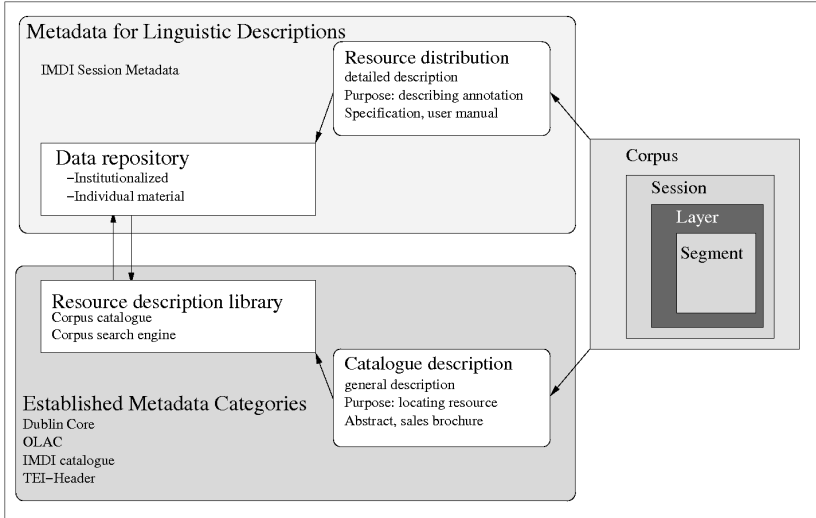 Metadata for Linguistic Descriptions
IMDI Session Metadata
Resource distribution
detailed description
Purpose: describing annotation
Specification, user manual
Data repository
−Institutionalized
−Individual material
Corpus
Session
Layer
Segment
Resource description library
Corpus catalogue
Corpus search engine
Catalogue description
general description
Purpose: locating resource
Abstract, sales brochure
Established Metadata Categories
Dublin Core
OLAC
IMDI catalogue
TEI−Header